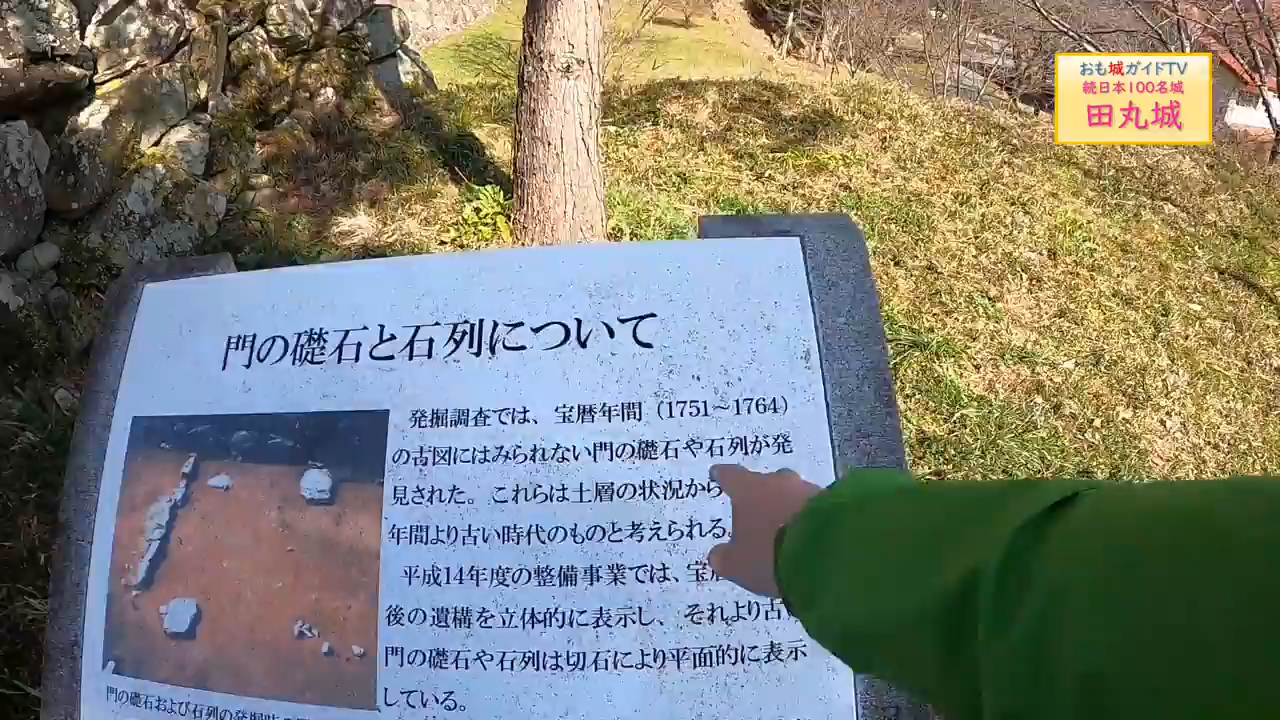 おも城ガイドTV
続日本100名城
田丸城
門の礎石と石列について
発掘調査では、宝暦年間（1751～1764）
の古図にはみられない門の礎石や石列が発
見された。これらは土層の状況から
年間より古い時代のものと考えられる。
平成14年度の整備事業では、宝
後の遺構を立体的に表示し、それより古
門の礎石や石列は切石により平面的に表示
している。
門の礎石および石列の発掘時